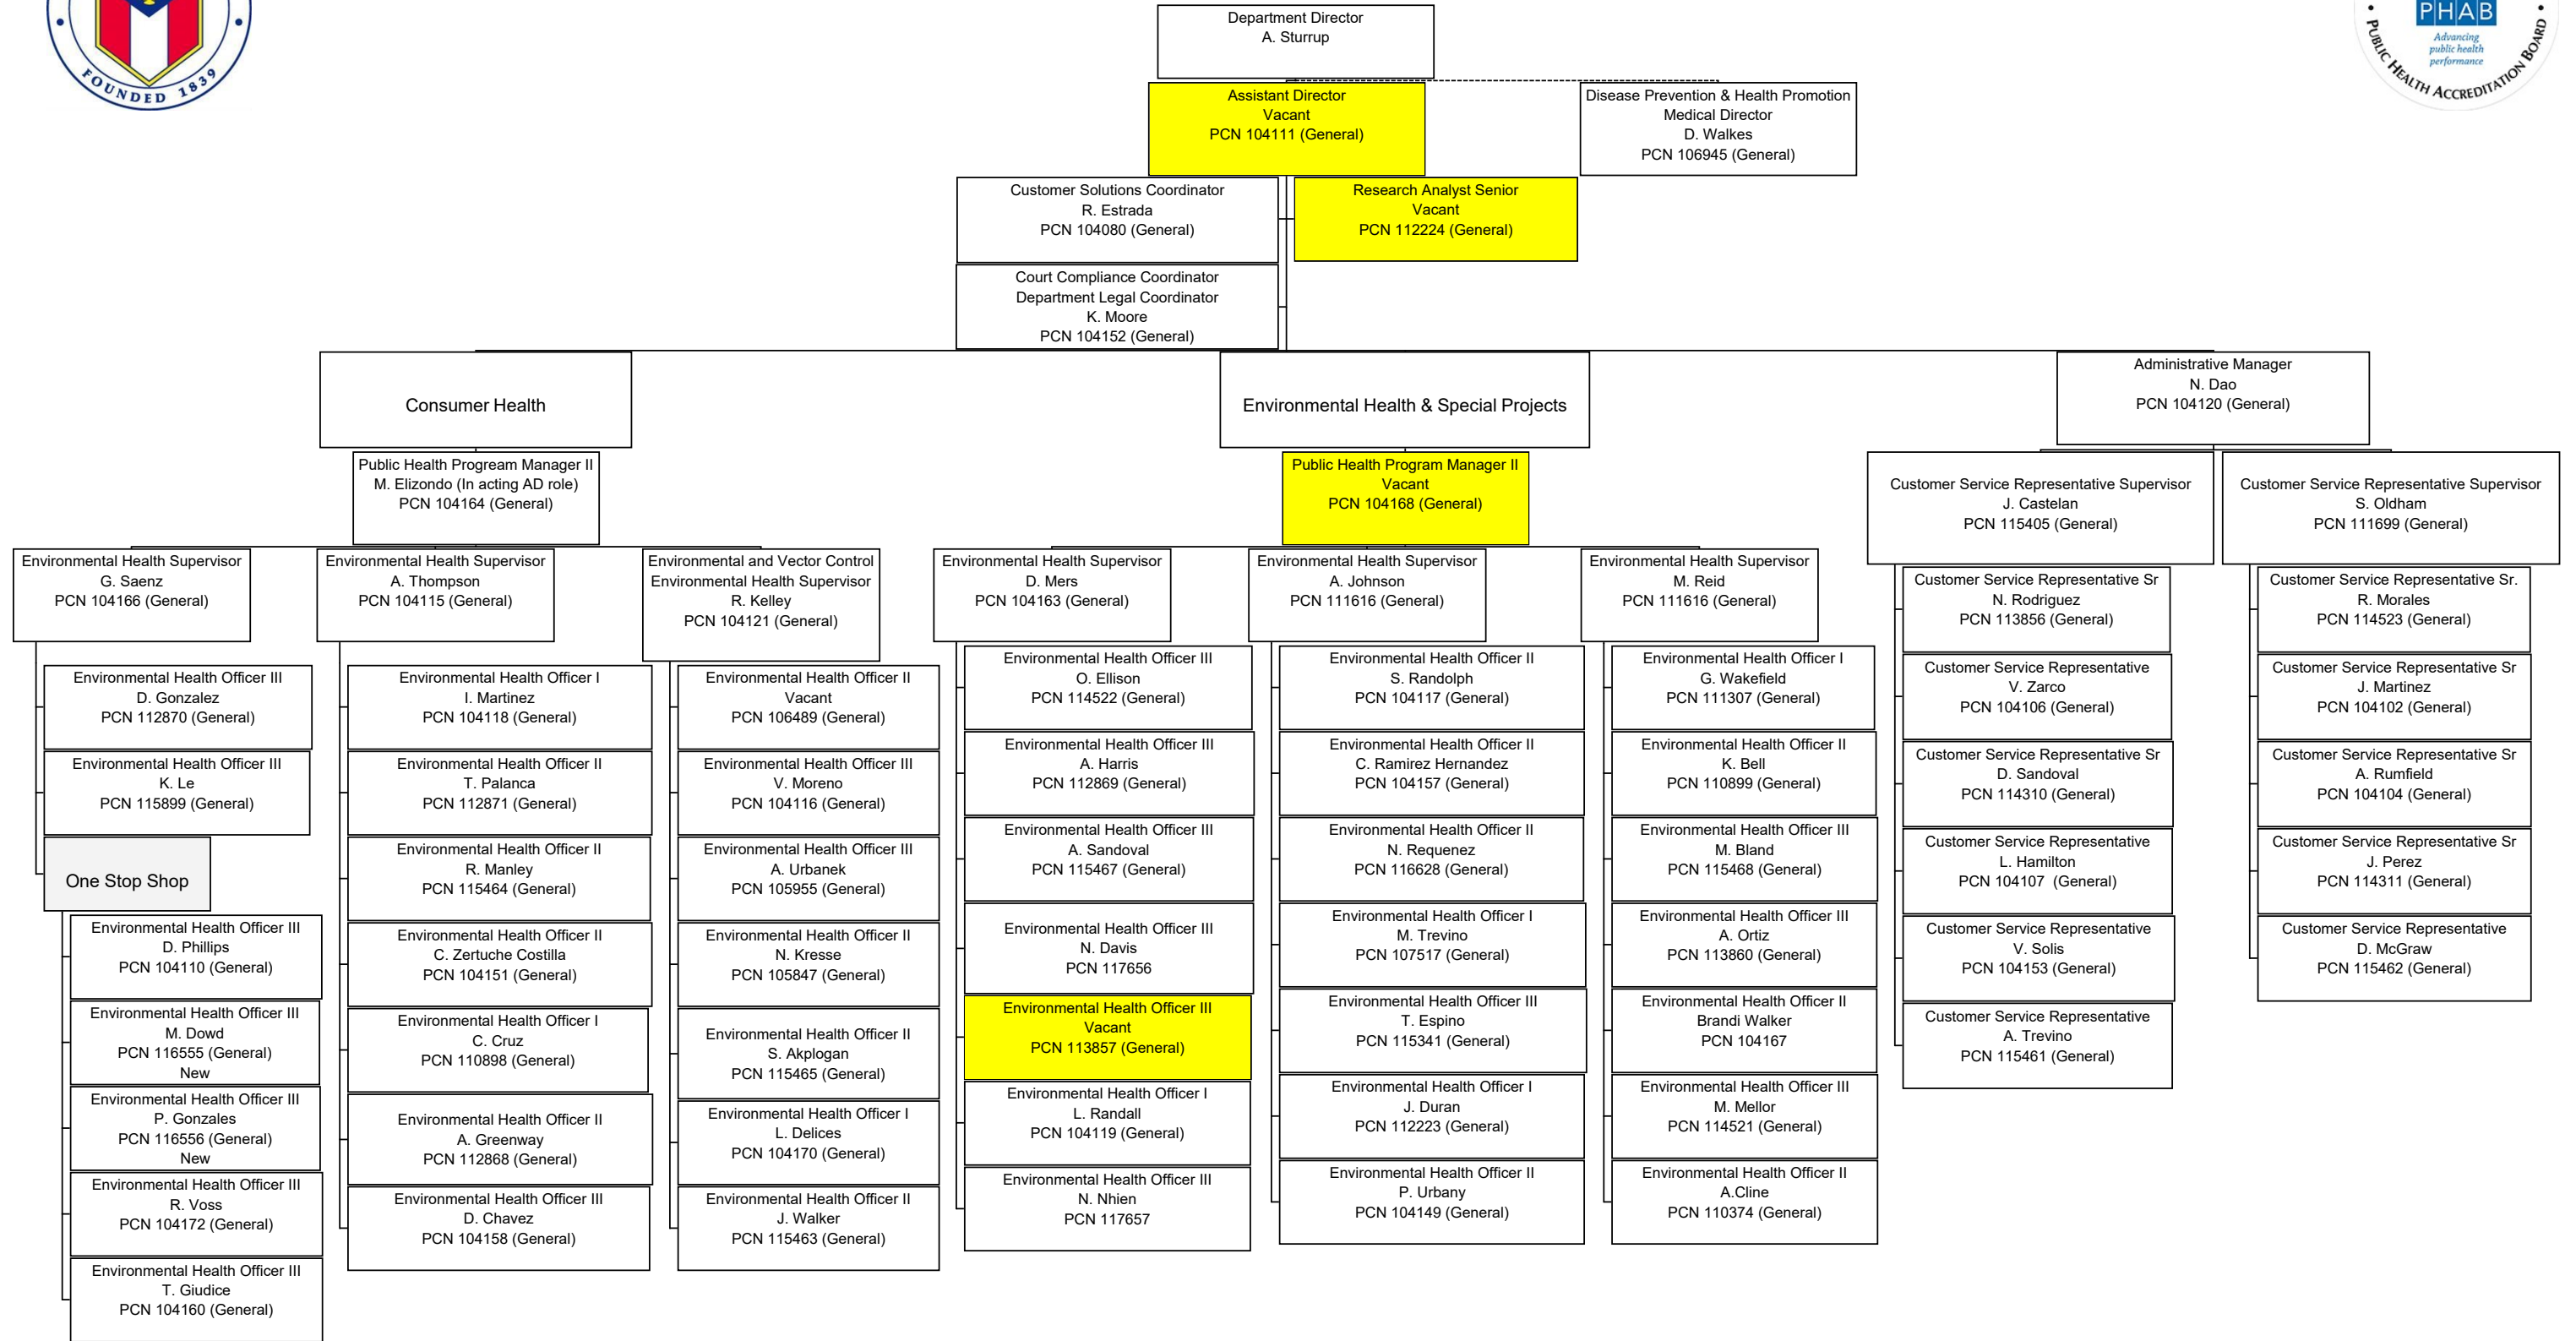 FOUNDED 1839
PHAB
Advancing
public health
performance
PUBLIC HEALTH ACCREDITATION BOARD
Department Director
A. Sturrup
Assistant Director
Vacant
PCN 104111 (General)
Disease Prevention & Health Promotion
Medical Director
D. Walkes
PCN 106945 (General)
Customer Solutions Coordinator
R. Estrada
PCN 104080 (General)
Research Analyst Senior
Vacant
PCN 112224 (General)
Court Compliance Coordinator
Department Legal Coordinator
K. Moore
PCN 104152 (General)
Consumer Health
Environmental Health & Special Projects
Administrative Manager
N. Dao
PCN 104120 (General)
Public Health Progream Manager II
M. Elizondo (In acting AD role)
PCN 104164 (General)
Public Health Program Manager II
Vacant
PCN 104168 (General)
Customer Service Representative Supervisor
J. Castelan
PCN 115405 (General)
Customer Service Representative Supervisor
S. Oldham
PCN 111699 (General)
Environmental Health Supervisor
G. Saenz
PCN 104166 (General)
Environmental Health Officer III
D. Gonzalez
PCN 112870 (General)
Environmental Health Officer III
K. Le
PCN 115899 (General)
One Stop Shop
Environmental Health Officer III
D. Phillips
PCN 104110 (General)
Environmental Health Officer III
M. Dowd
PCN 116555 (General)
New
Environmental Health Officer III
P. Gonzales
PCN 116556 (General)
New
Environmental Health Officer III
R. Voss
PCN 104172 (General)
Environmental Health Officer III
T. Giudice
PCN 104160 (General)
Environmental Health Supervisor
A. Thompson
PCN 104115 (General)
Environmental Health Officer I
I. Martinez
PCN 104118 (General)
Environmental Health Officer II
T. Palanca
PCN 112871 (General)
Environmental Health Officer II
R. Manley
PCN 115464 (General)
Environmental Health Officer II
C. Zertuche Costilla
PCN 104151 (General)
Environmental Health Officer I
C. Cruz
PCN 110898 (General)
Environmental Health Officer II
A. Greenway
PCN 112868 (General)
Environmental Health Officer III
D. Chavez
PCN 104158 (General)
Environmental and Vector Control
Environmental Health Supervisor
R. Kelley
PCN 104121 (General)
Environmental Health Officer II
Vacant
PCN 106489 (General)
Environmental Health Officer III
V. Moreno
PCN 104116 (General)
Environmental Health Officer III
A. Urbanek
PCN 105955 (General)
Environmental Health Officer II
N. Kresse
PCN 105847 (General)
Environmental Health Officer II
S. Akplogan
PCN 115465 (General)
Environmental Health Officer I
L. Delices
PCN 104170 (General)
Environmental Health Officer II
J. Walker
PCN 115463 (General)
Environmental Health Supervisor
D. Mers
PCN 104163 (General)
Environmental Health Officer III
O. Ellison
PCN 114522 (General)
Environmental Health Officer III
A. Harris
PCN 112869 (General)
Environmental Health Officer III
A. Sandoval
PCN 115467 (General)
Environmental Health Officer III
N. Davis
PCN 117656
Environmental Health Officer III
Vacant
PCN 113857 (General)
Environmental Health Officer I
L. Randall
PCN 104119 (General)
Environmental Health Officer III
N. Nhien
PCN 117657
Environmental Health Supervisor
A. Johnson
PCN 111616 (General)
Environmental Health Officer II
S. Randolph
PCN 104117 (General)
Environmental Health Officer II
C. Ramirez Hernandez
PCN 104157 (General)
Environmental Health Officer II
N. Requenez
PCN 116628 (General)
Environmental Health Officer I
M. Trevino
PCN 107517 (General)
Environmental Health Officer III
T. Espino
PCN 115341 (General)
Environmental Health Officer I
J. Duran
PCN 112223 (General)
Environmental Health Officer II
P. Urbany
PCN 104149 (General)
Environmental Health Supervisor
M. Reid
PCN 111616 (General)
Environmental Health Officer I
G. Wakefield
PCN 111307 (General)
Environmental Health Officer II
K. Bell
PCN 110899 (General)
Environmental Health Officer III
M. Bland
PCN 115468 (General)
Environmental Health Officer III
A. Ortiz
PCN 113860 (General)
Environmental Health Officer II
Brandi Walker
PCN 104167
Environmental Health Officer III
M. Mellor
PCN 114521 (General)
Environmental Health Officer II
A.Cline
PCN 110374 (General)
Customer Service Representative Sr
N. Rodriguez
PCN 113856 (General)
Customer Service Representative
V. Zarco
PCN 104106 (General)
Customer Service Representative Sr
D. Sandoval
PCN 114310 (General)
Customer Service Representative
L. Hamilton
PCN 104107 (General)
Customer Service Representative
V. Solis
PCN 104153 (General)
Customer Service Representative
A. Trevino
PCN 115461 (General)
Customer Service Representative Sr.
R. Morales
PCN 114523 (General)
Customer Service Representative Sr
J. Martinez
PCN 104102 (General)
Customer Service Representative Sr
A. Rumfield
PCN 104104 (General)
Customer Service Representative Sr
J. Perez
PCN 114311 (General)
Customer Service Representative
D. McGraw
PCN 115462 (General)